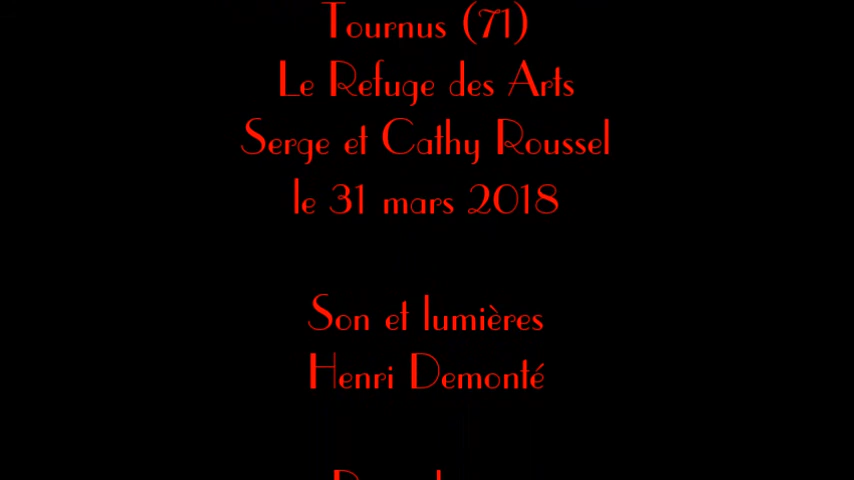 Tournus (71)
Le Refuge des Arts
Serge et Cathy Roussel
le 31 mars 2018
Son et lumières
Henri Demonté